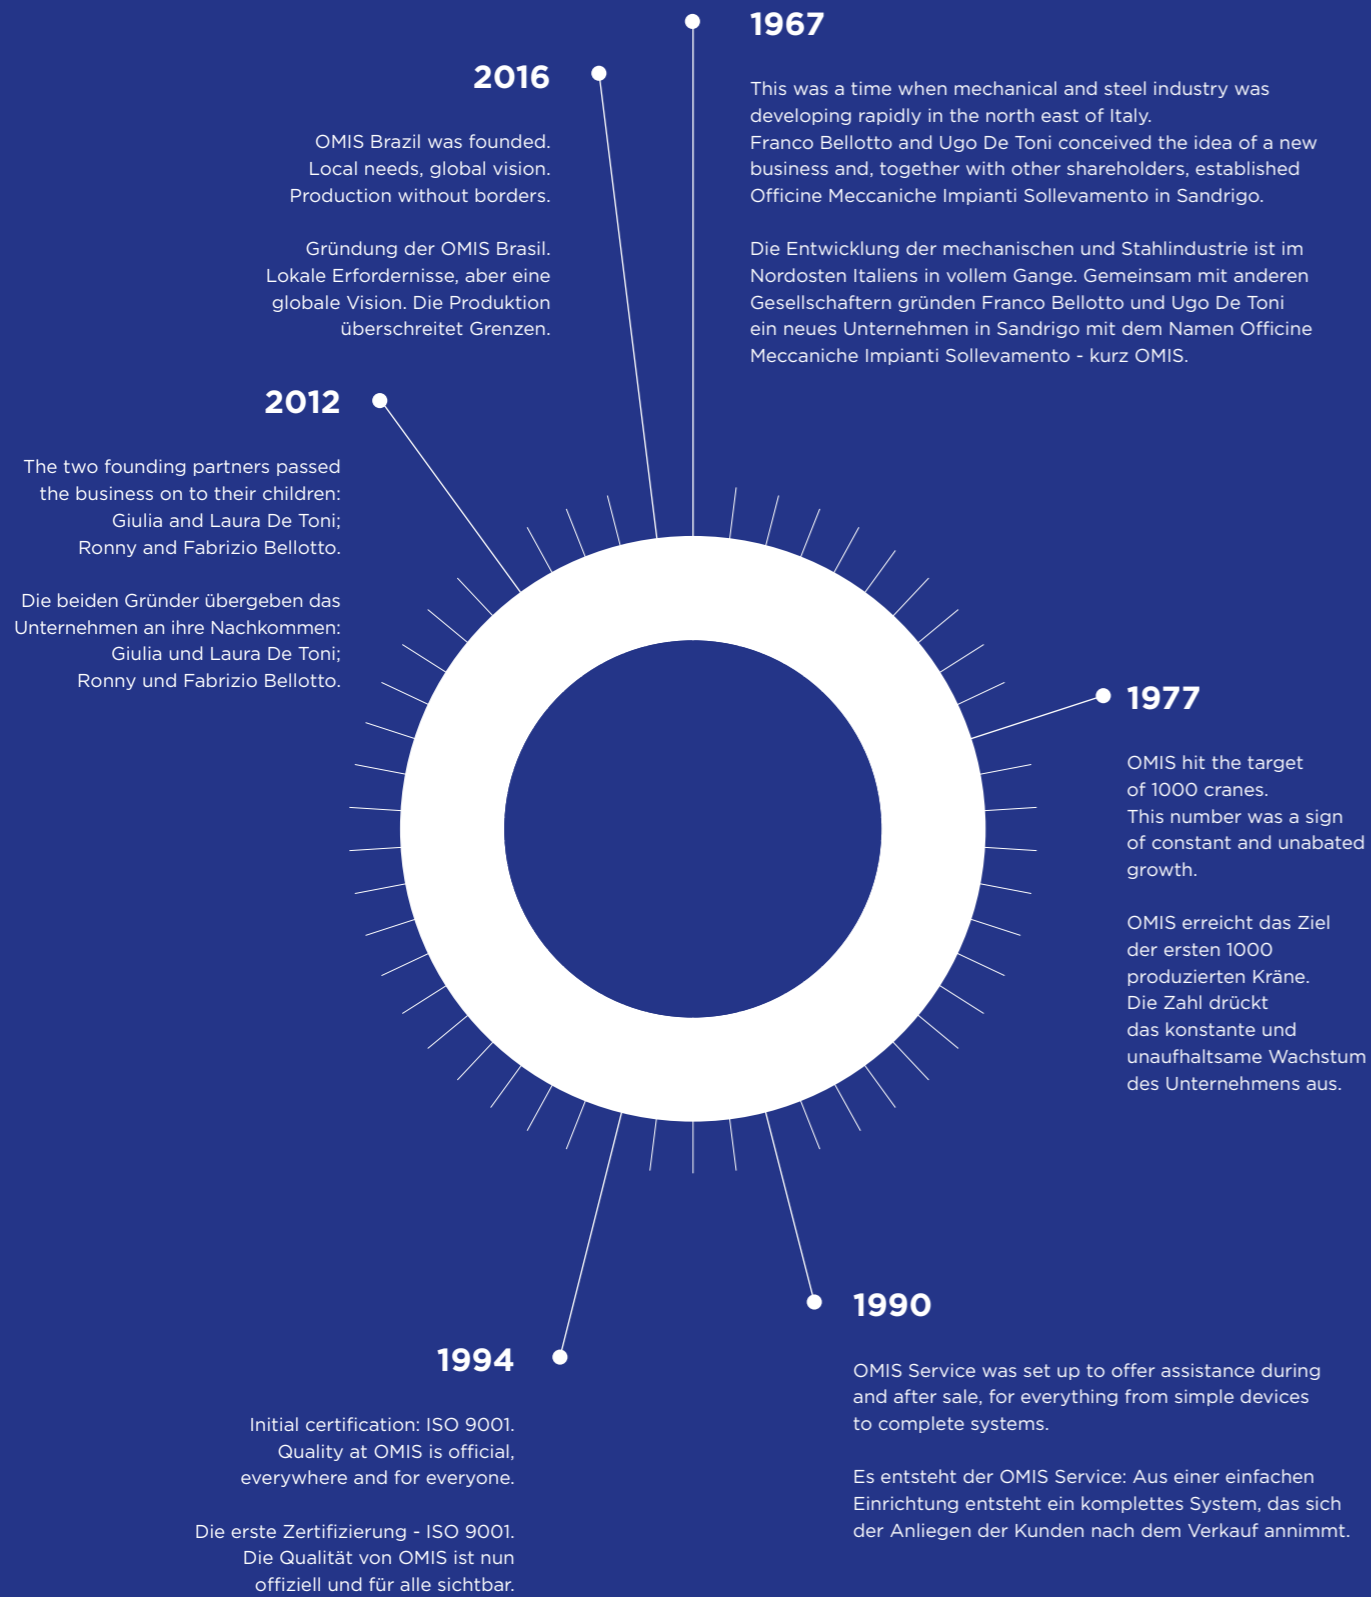 1967
This was a time when mechanical and steel industry was
developing rapidly in the north east of Italy.
Franco Bellotto and Ugo De Toni conceived the idea of a new
business and, together with other shareholders, established
Officine Meccaniche Impianti Sollevamento in Sandrigo.
Die Entwicklung der mechanischen und Stahlindustrie ist im
Nordosten Italiens in vollem Gange. Gemeinsam mit anderen
Gesellschaftern gründen Franco Bellotto und Ugo De Toni
ein neues Unternehmen in Sandrigo mit dem Namen Officine
Meccaniche Impianti Sollevamento - kurz OMIS.
1977
OMIS hit the target
of 1000 cranes.
This number was a sign
of constant and unabated
growth.
OMIS erreicht das Ziel
der ersten 1000
produzierten Kräne.
Die Zahl drückt
das konstante und
unaufhaltsame Wachstum
des Unternehmens aus.
1990
OMIS Service was set up to offer assistance during
and after sale, for everything from simple devices
to complete systems.
Es entsteht der OMIS Service: Aus einer einfachen
Einrichtung entsteht ein komplettes System, das sich
der Anliegen der Kunden nach dem Verkauf annimmt.
1994
Initial certification: ISO 9001.
Quality at OMIS is official,
everywhere and for everyone.
Die erste Zertifizierung - ISO 9001.
Die Qualität von OMIS ist nun
offiziell und für alle sichtbar.
2012
The two founding partners passed
the business on to their children:
Giulia and Laura De Toni;
Ronny and Fabrizio Bellotto.
Die beiden Gründer übergeben das
Unternehmen an ihre Nachkommen:
Giulia und Laura De Toni;
Ronny und Fabrizio Bellotto.
2016
OMIS Brazil was founded.
Local needs, global vision.
Production without borders.
Gründung der OMIS Brasil.
Lokale Erfordernisse, aber eine
globale Vision. Die Produktion
überschreitet Grenzen.